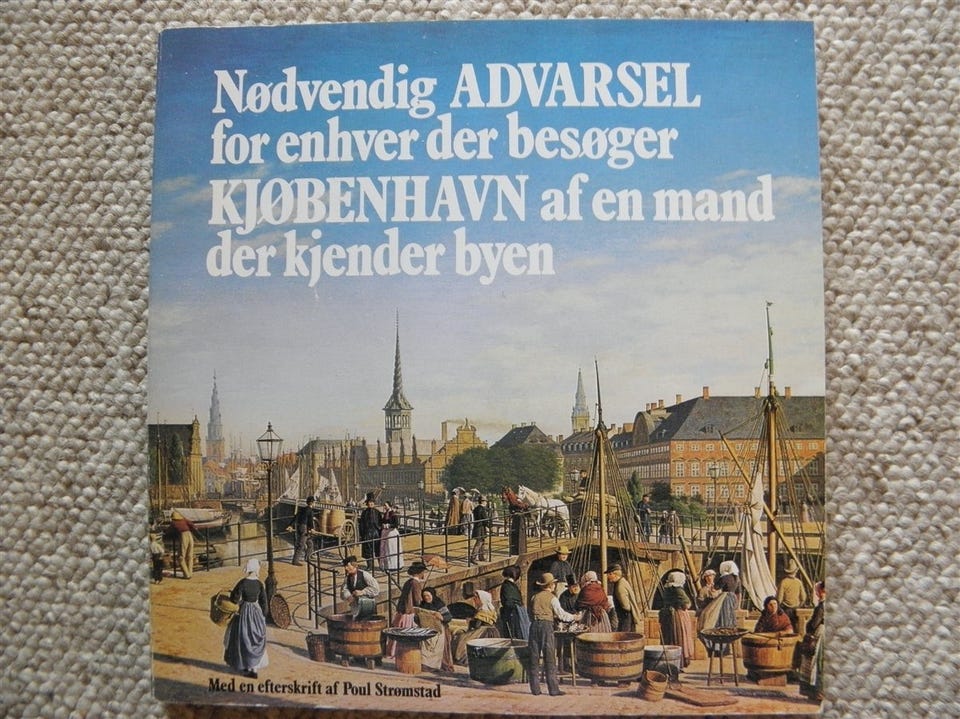 Nødvendig ADVARSEL
for enhver der besøger
KJØBENHAVN af en mand
der kjender byen
Med en efterskrift af Poul Strømstad